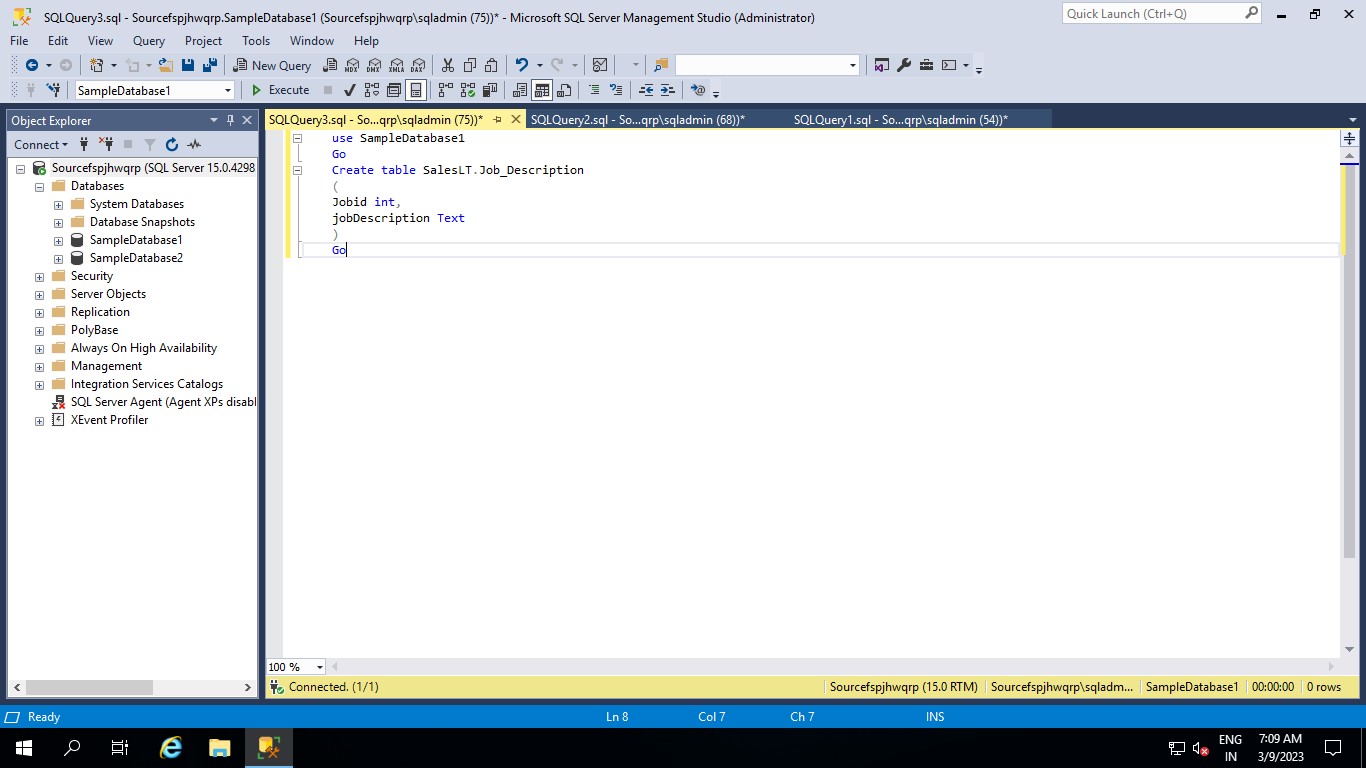 SQLQuery3.sql - Sourcefspjhwqrp.SampleDatabase1 (Sourcefspjhwqrp\sqladmin (75))* - Microsoft SQL Server Management Studio (Administrator)
Quick Launch (Ctrl+Q)
File Edit View Query Project Tools Window Help
New Query
MDX DMX XMLA DAX
SampleDatabase1
Execute
Object Explorer
SQLQuery3.sql - So...qrp\sqladmin (75))*
SQLQuery2.sql - So...qrp\sqladmin (68))*
SQLQuery1.sql - So...qrp\sqladmin (54))*
Connect
Sourcefspjhwqrp (SQL Server 15.0.4298
Databases
System Databases
Database Snapshots
SampleDatabase1
SampleDatabase2
Security
Server Objects
Replication
PolyBase
Always On High Availability
Management
Integration Services Catalogs
SQL Server Agent (Agent XPs disabl
XEvent Profiler
use SampleDatabase1
Go
Create table SalesLT.Job_Description
(
Jobid int,
jobDescription Text
)
Go
100 %
Connected. (1/1)
Sourcefspjhwqrp (15.0 RTM)
Sourcefspjhwqrp\sqladm...
SampleDatabase1
00:00:00
0 rows
Ready
Ln 8
Col 7
Ch 7
INS
ENG
IN
7:09 AM
3/9/2023